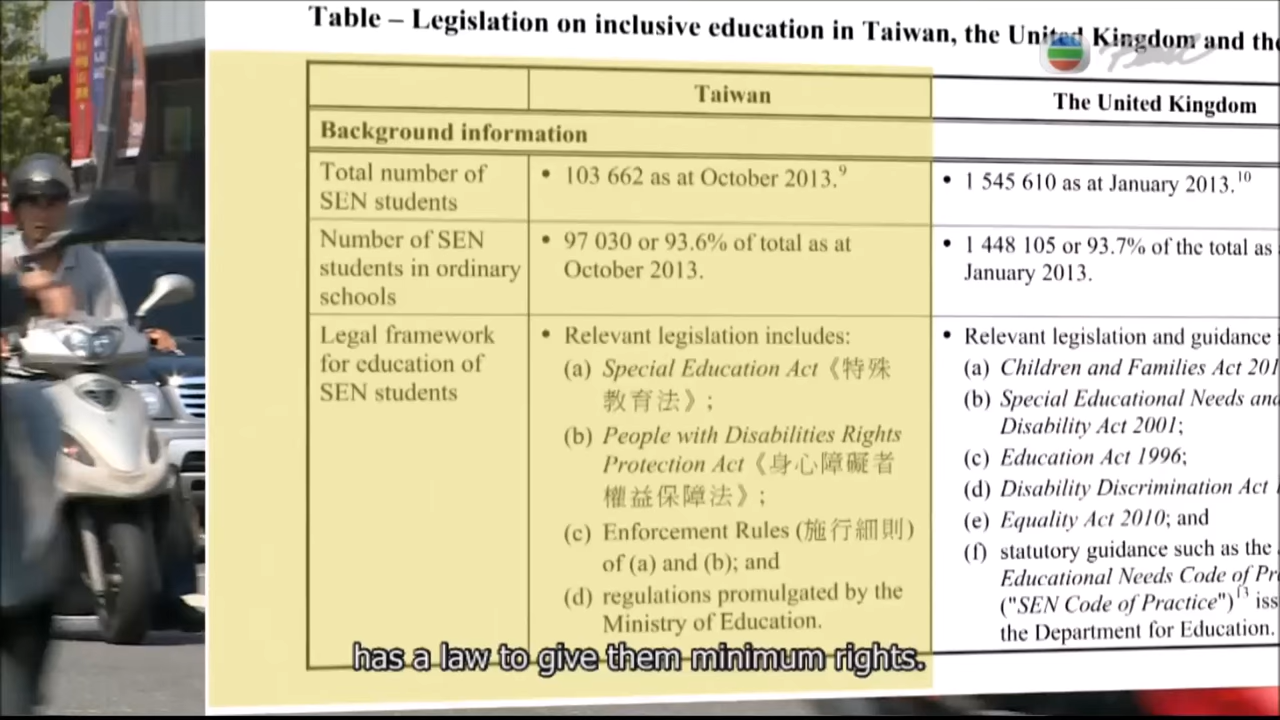 Table – Legislation on inclusive education in Taiwan, the United Kingdom and the
Taiwan
The United Kingdom
Background information
Total number of
SEN students
• 103 662 as at October 2013.9
• 1 545 610 as at January 2013.10
Number of SEN
students in ordinary
schools
• 97 030 or 93.6% of total as at
October 2013.
• 1 448 105 or 93.7% of the total as
January 2013.
Legal framework
for education of
SEN students
• Relevant legislation includes:
(a) Special Education Act《特殊
教育法》;
(b) People with Disabilities Rights
Protection Act《身心障礙者
權益保障法》;
(c) Enforcement Rules (施行細則)
of (a) and (b); and
(d) regulations promulgated by the
Ministry of Education.
• Relevant legislation and guidance
(a) Children and Families Act 201
(b) Special Educational Needs and
Disability Act 2001;
(c) Education Act 1996;
(d) Disability Discrimination Act
(e) Equality Act 2010; and
(f) statutory guidance such as the
Educational Needs Code of Pr
("SEN Code of Practice")13 iss
the Department for Education.
has a law to give them minimum rights.